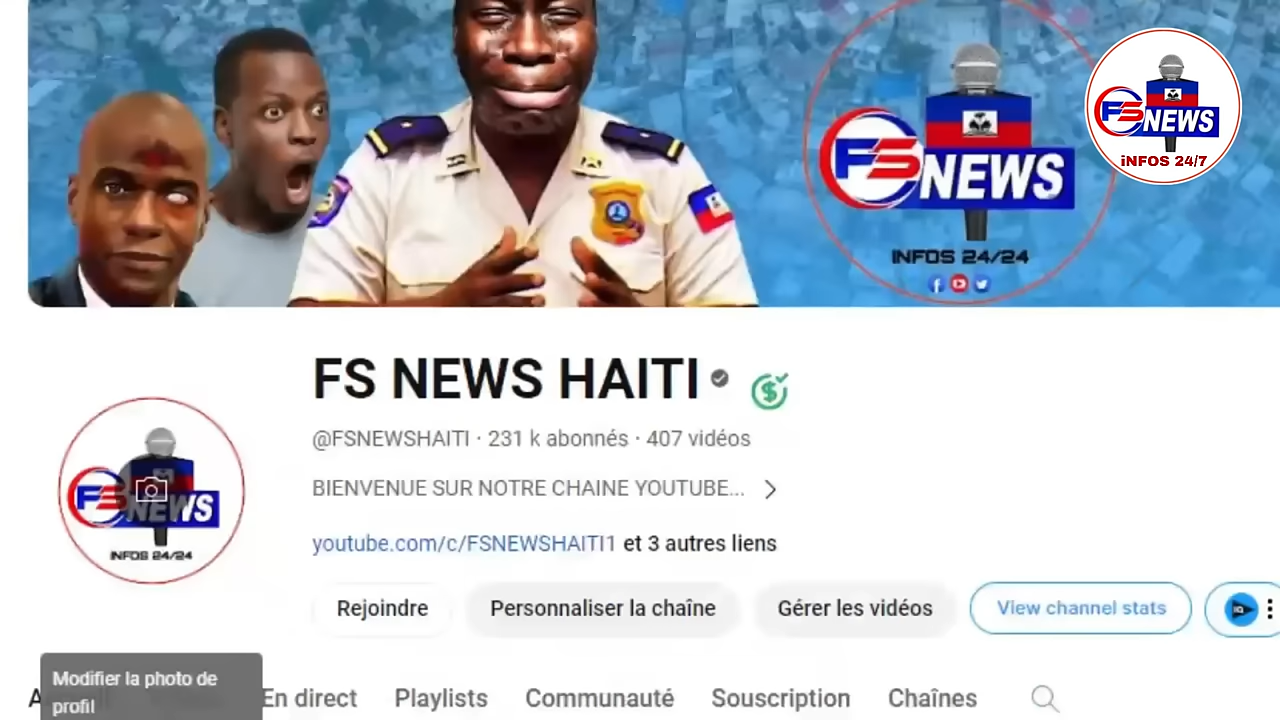 FS NEWS
INFOS 24/24
FS NEWS
iNFOS 24/7
FS NEWS HAITI
@FSNEWSHAITI · 231 k abonnés · 407 vidéos
BIENVENUE SUR NOTRE CHAINE YOUTUBE...
youtube.com/c/FSNEWSHAITI1 et 3 autres liens
FS NEWS
INFOS 24/24
Rejoindre
Personnaliser la chaîne
Gérer les vidéos
View channel stats
Modifier la photo de
profil
En direct
Playlists
Communauté
Souscription
Chaînes